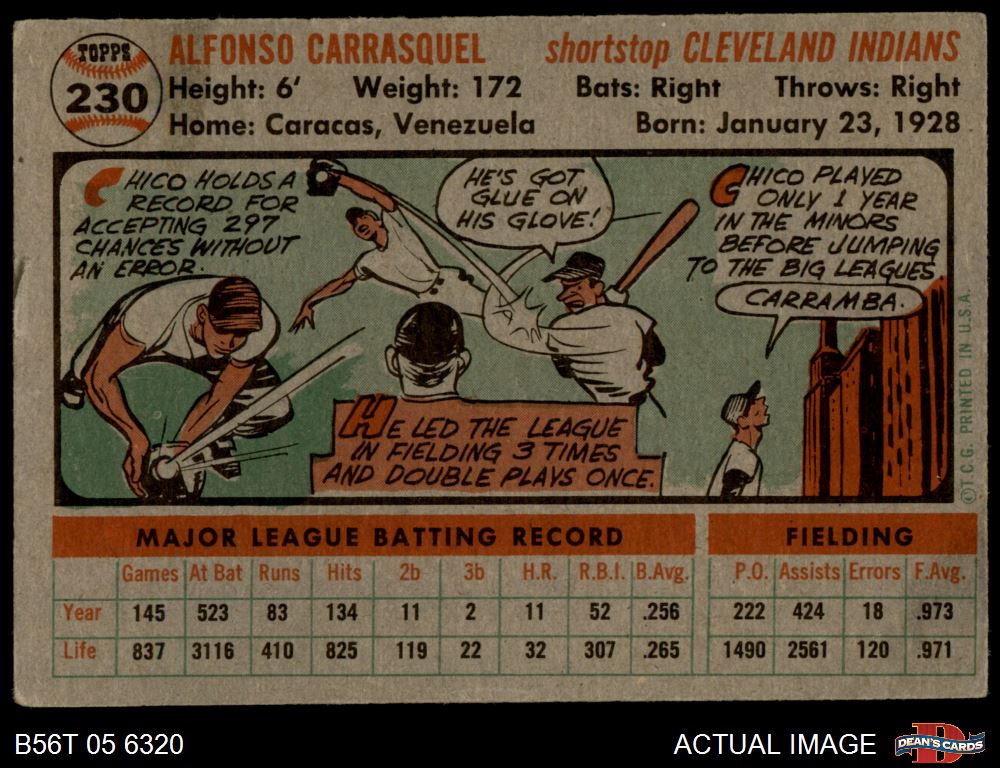 TOPPS
230
ALFONSO CARRASQUEL shortstop CLEVELAND INDIANS
Height: 6' Weight: 172 Bats: Right Throws: Right
Home: Caracas, Venezuela Born: January 23, 1928
CHICO HOLDS A
RECORD FOR
ACCEPTING 297
CHANCES WITHOUT
AN ERROR.
HE'S GOT
GLUE ON
HIS GLOVE!
CHICO PLAYED
ONLY 1 YEAR
IN THE MINORS
BEFORE JUMPING
TO THE BIG LEAGUES
CARRAMBA.
HE LED THE LEAGUE
IN FIELDING 3 TIMES
AND DOUBLE PLAYS ONCE.
©T.C.G. PRINTED IN U.S.A.
MAJOR LEAGUE BATTING RECORD FIELDING
Games At Bat Runs Hits 2b 3b H.R. R.B.I. B.Avg. P.O. Assists Errors F.Avg.
Year 145 523 83 134 11 2 11 52 .256 222 424 18 .973
Life 837 3116 410 825 119 22 32 307 .265 1490 2561 120 .971
B56T 05 6320 ACTUAL IMAGE D DEAN'S CARDS